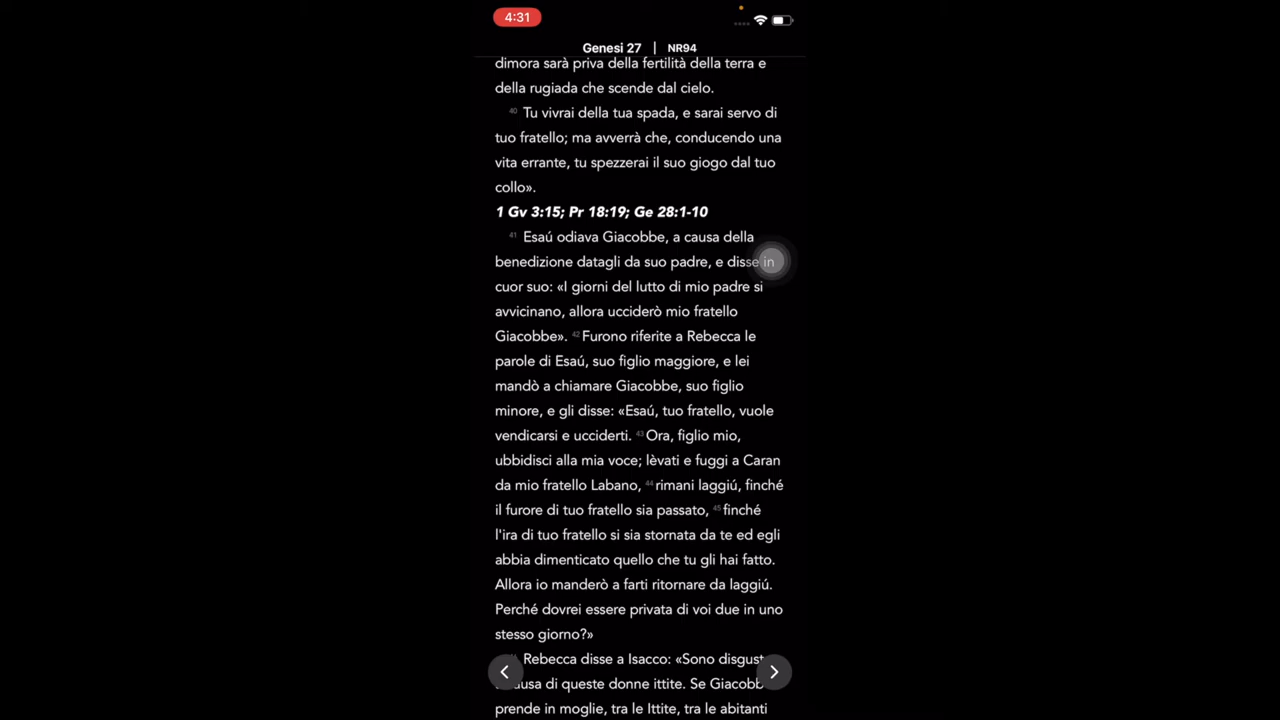 4:31
Genesi 27 | NR94
dimora sarà priva della fertilità della terra e
della rugiada che scende dal cielo.
40 Tu vivrai della tua spada, e sarai servo di
tuo fratello; ma avverrà che, conducendo una
vita errante, tu spezzerai il suo giogo dal tuo
collo».
1 Gv 3:15; Pr 18:19; Ge 28:1-10
41 Esaú odiava Giacobbe, a causa della
benedizione datagli da suo padre, e disse in
cuor suo: «I giorni del lutto di mio padre si
avvicinano, allora ucciderò mio fratello
Giacobbe». 42 Furono riferite a Rebecca le
parole di Esaú, suo figlio maggiore, e lei
mandò a chiamare Giacobbe, suo figlio
minore, e gli disse: «Esaú, tuo fratello, vuole
vendicarsi e ucciderti. 43 Ora, figlio mio,
ubbidisci alla mia voce; lèvati e fuggi a Caran
da mio fratello Labano, 44 rimani laggiú, finché
il furore di tuo fratello sia passato, 45 finché
l'ira di tuo fratello si sia stornata da te ed egli
abbia dimenticato quello che tu gli hai fatto.
Allora io manderò a farti ritornare da laggiú.
Perché dovrei essere privata di voi due in uno
stesso giorno?»
Rebecca disse a Isacco: «Sono disgust
ausa di queste donne ittite. Se Giacobb
prende in moglie, tra le Ittite, tra le abitanti